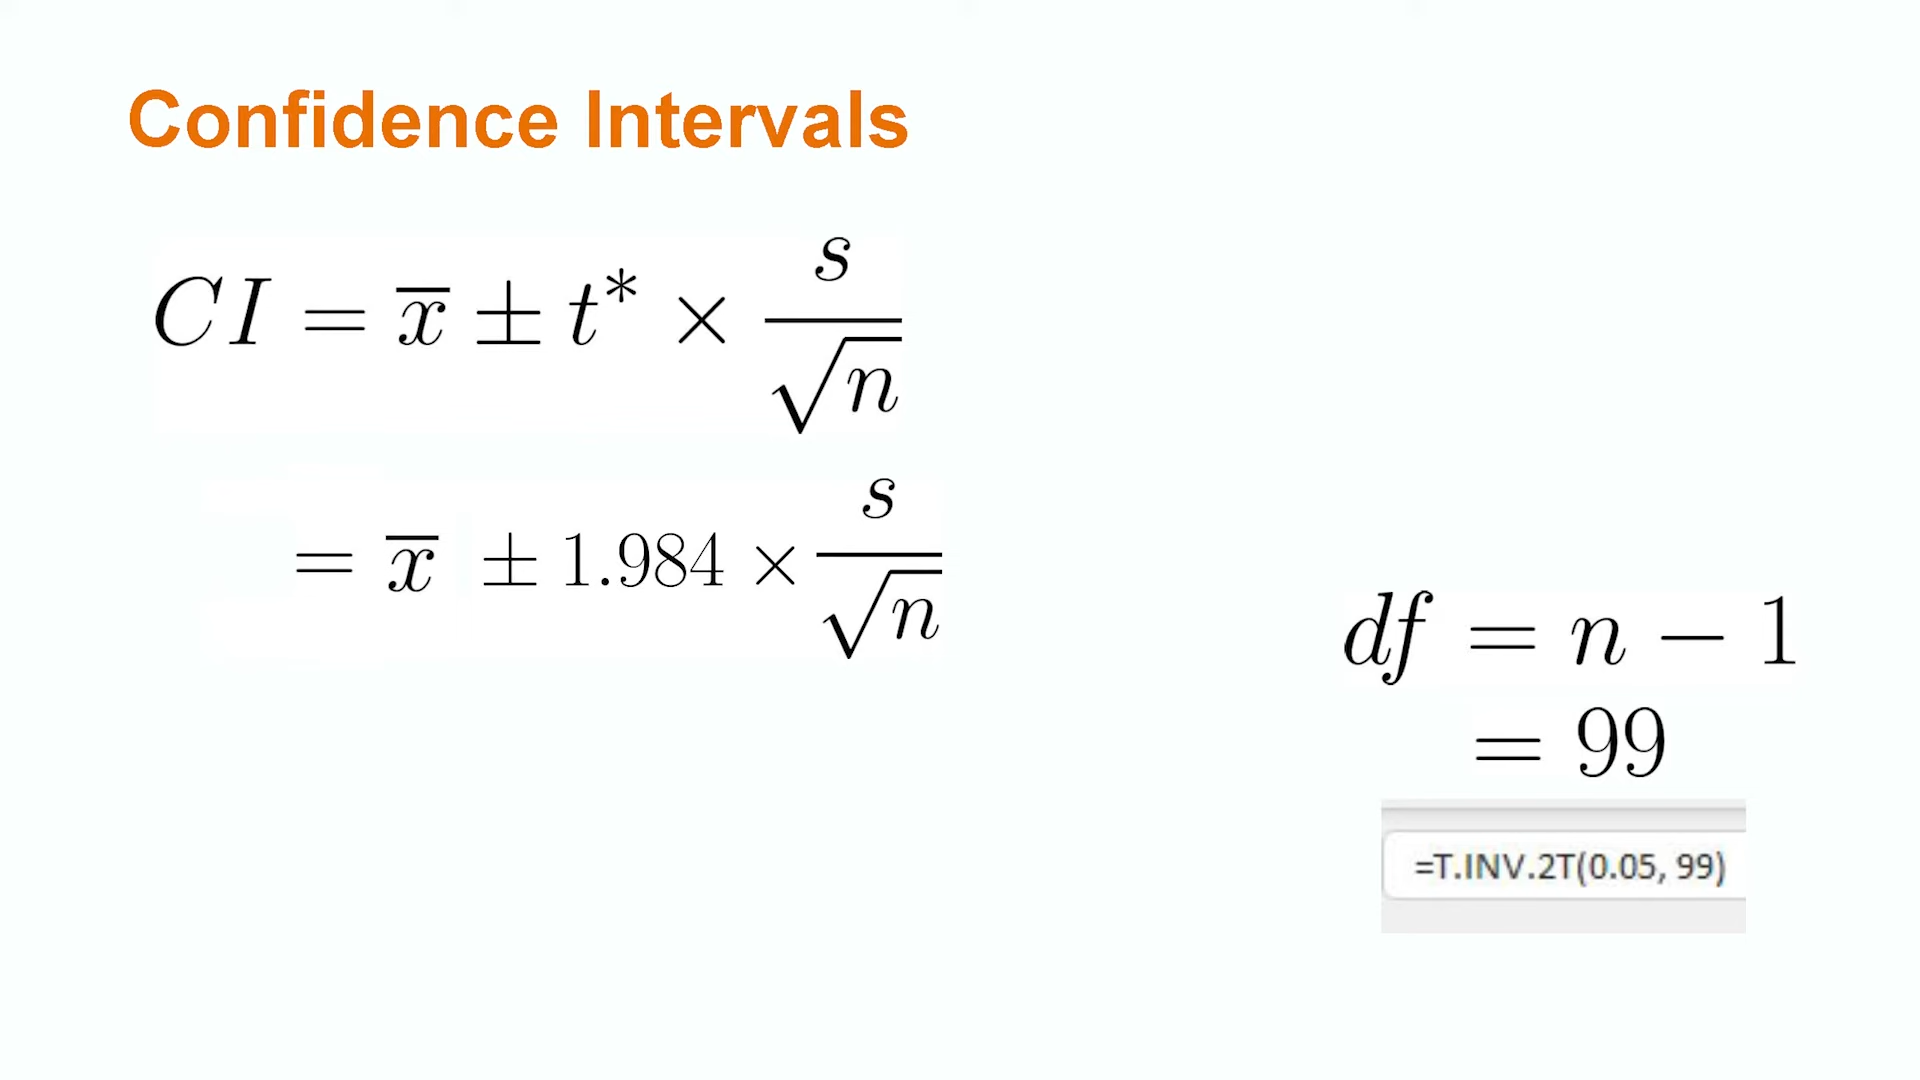 Confidence Intervals
CI = x̅ ± t* × s/√n
= x̅ ± 1.984 × s/√n
df = n − 1
= 99
=T.INV.2T(0.05, 99)